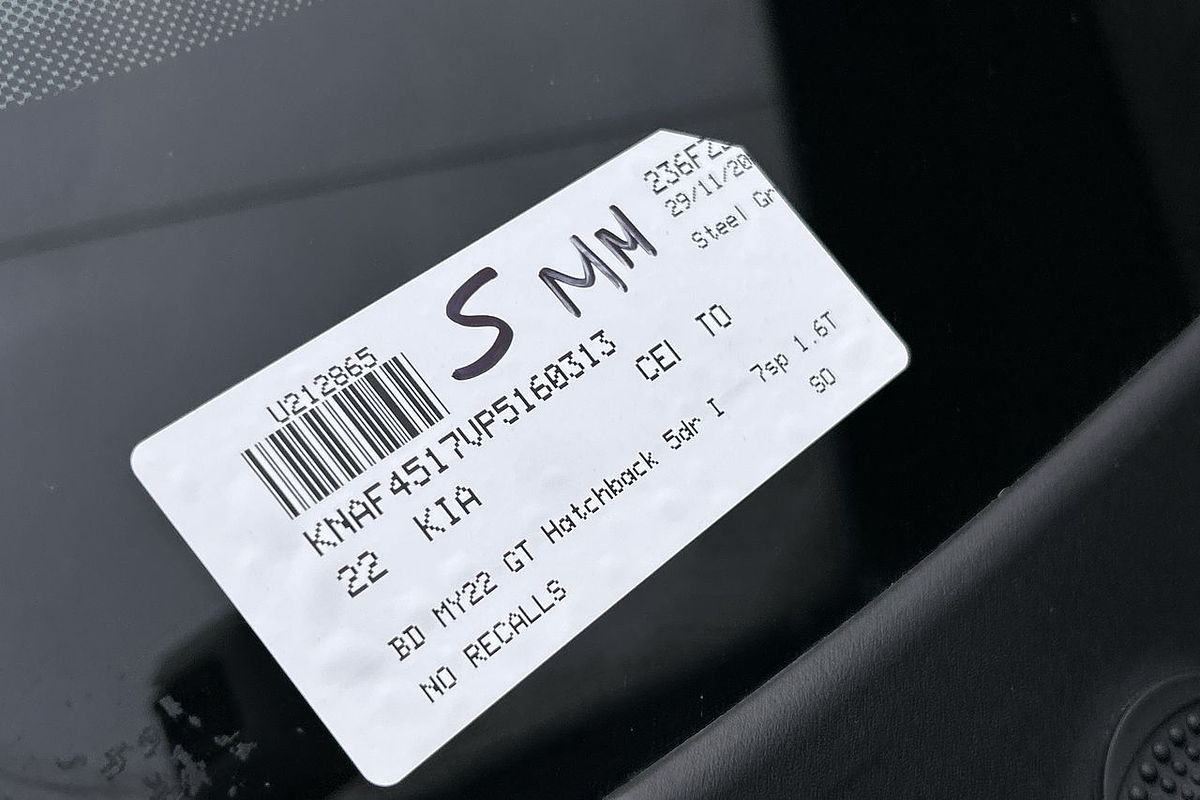 S MM
29/11/20
Steel Gr
U212865
KNAF4517VP5160313
22 KIA CEI TO
BD MY22 GT Hatchback 5dr I 7sp 1.6T
NO RECALLS SO